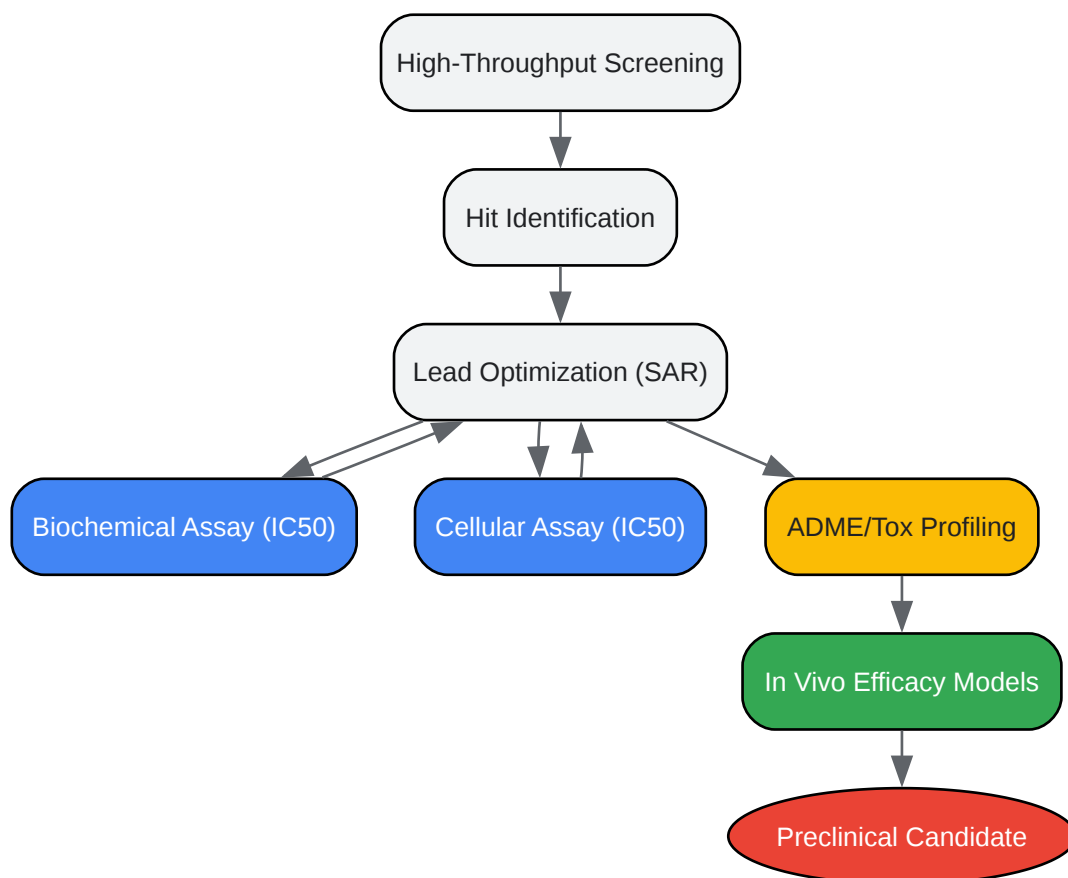 High-Throughput Screening
Hit Identification
Lead Optimization (SAR)
Biochemical Assay (IC50)
Cellular Assay (IC50)
ADME/Tox Profiling
In Vivo Efficacy Models
Preclinical Candidate